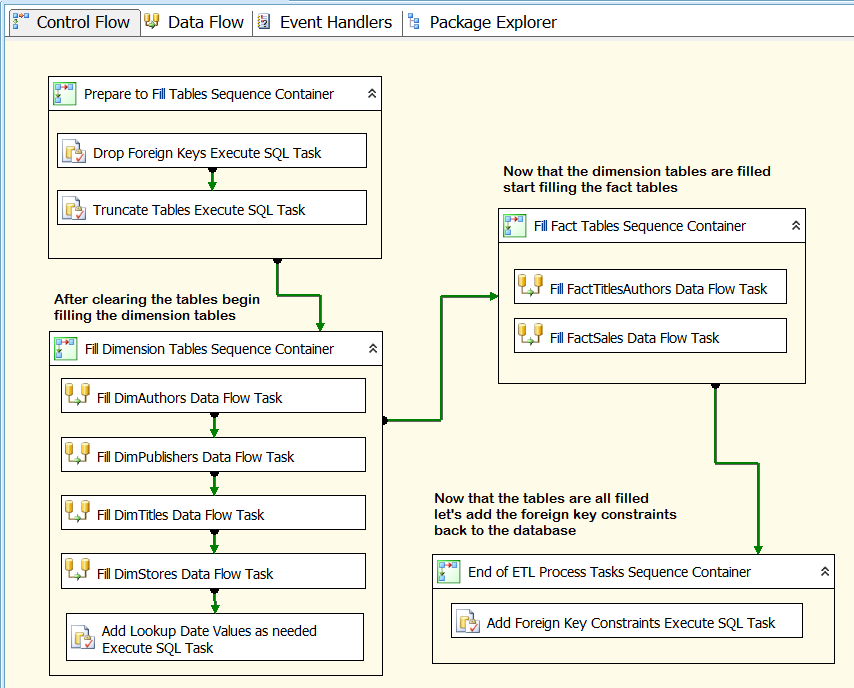 Control Flow
Data Flow
Event Handlers
Package Explorer
Prepare to Fill Tables Sequence Container
Drop Foreign Keys Execute SQL Task
Truncate Tables Execute SQL Task
After clearing the tables begin
filling the dimension tables
Fill Dimension Tables Sequence Container
Fill DimAuthors Data Flow Task
Fill DimPublishers Data Flow Task
Fill DimTitles Data Flow Task
Fill DimStores Data Flow Task
Add Lookup Date Values as needed
Execute SQL Task
Now that the dimension tables are filled
start filling the fact tables
Fill Fact Tables Sequence Container
Fill FactTitlesAuthors Data Flow Task
Fill FactSales Data Flow Task
Now that the tables are all filled
let's add the foreign key constraints
back to the database
End of ETL Process Tasks Sequence Container
Add Foreign Key Constraints Execute SQL Task